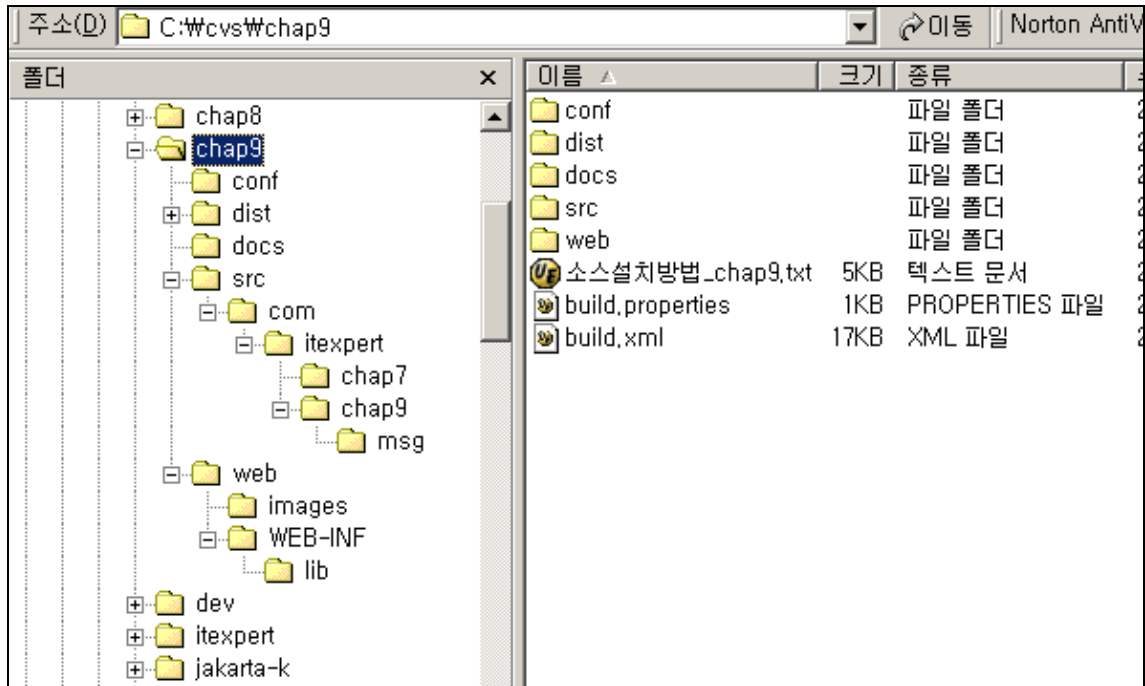 주소(D) C:₩cvs₩chap9 이동 Norton AntiV
폴더
chap8
chap9
conf
dist
docs
src
com
itexpert
chap7
chap9
msg
web
images
WEB-INF
lib
dev
itexpert
jakarta-k
이름 크기 종류
conf 파일 폴더
dist 파일 폴더
docs 파일 폴더
src 파일 폴더
web 파일 폴더
소스설치방법_chap9.txt 5KB 텍스트 문서
build.properties 1KB PROPERTIES 파일
build.xml 17KB XML 파일